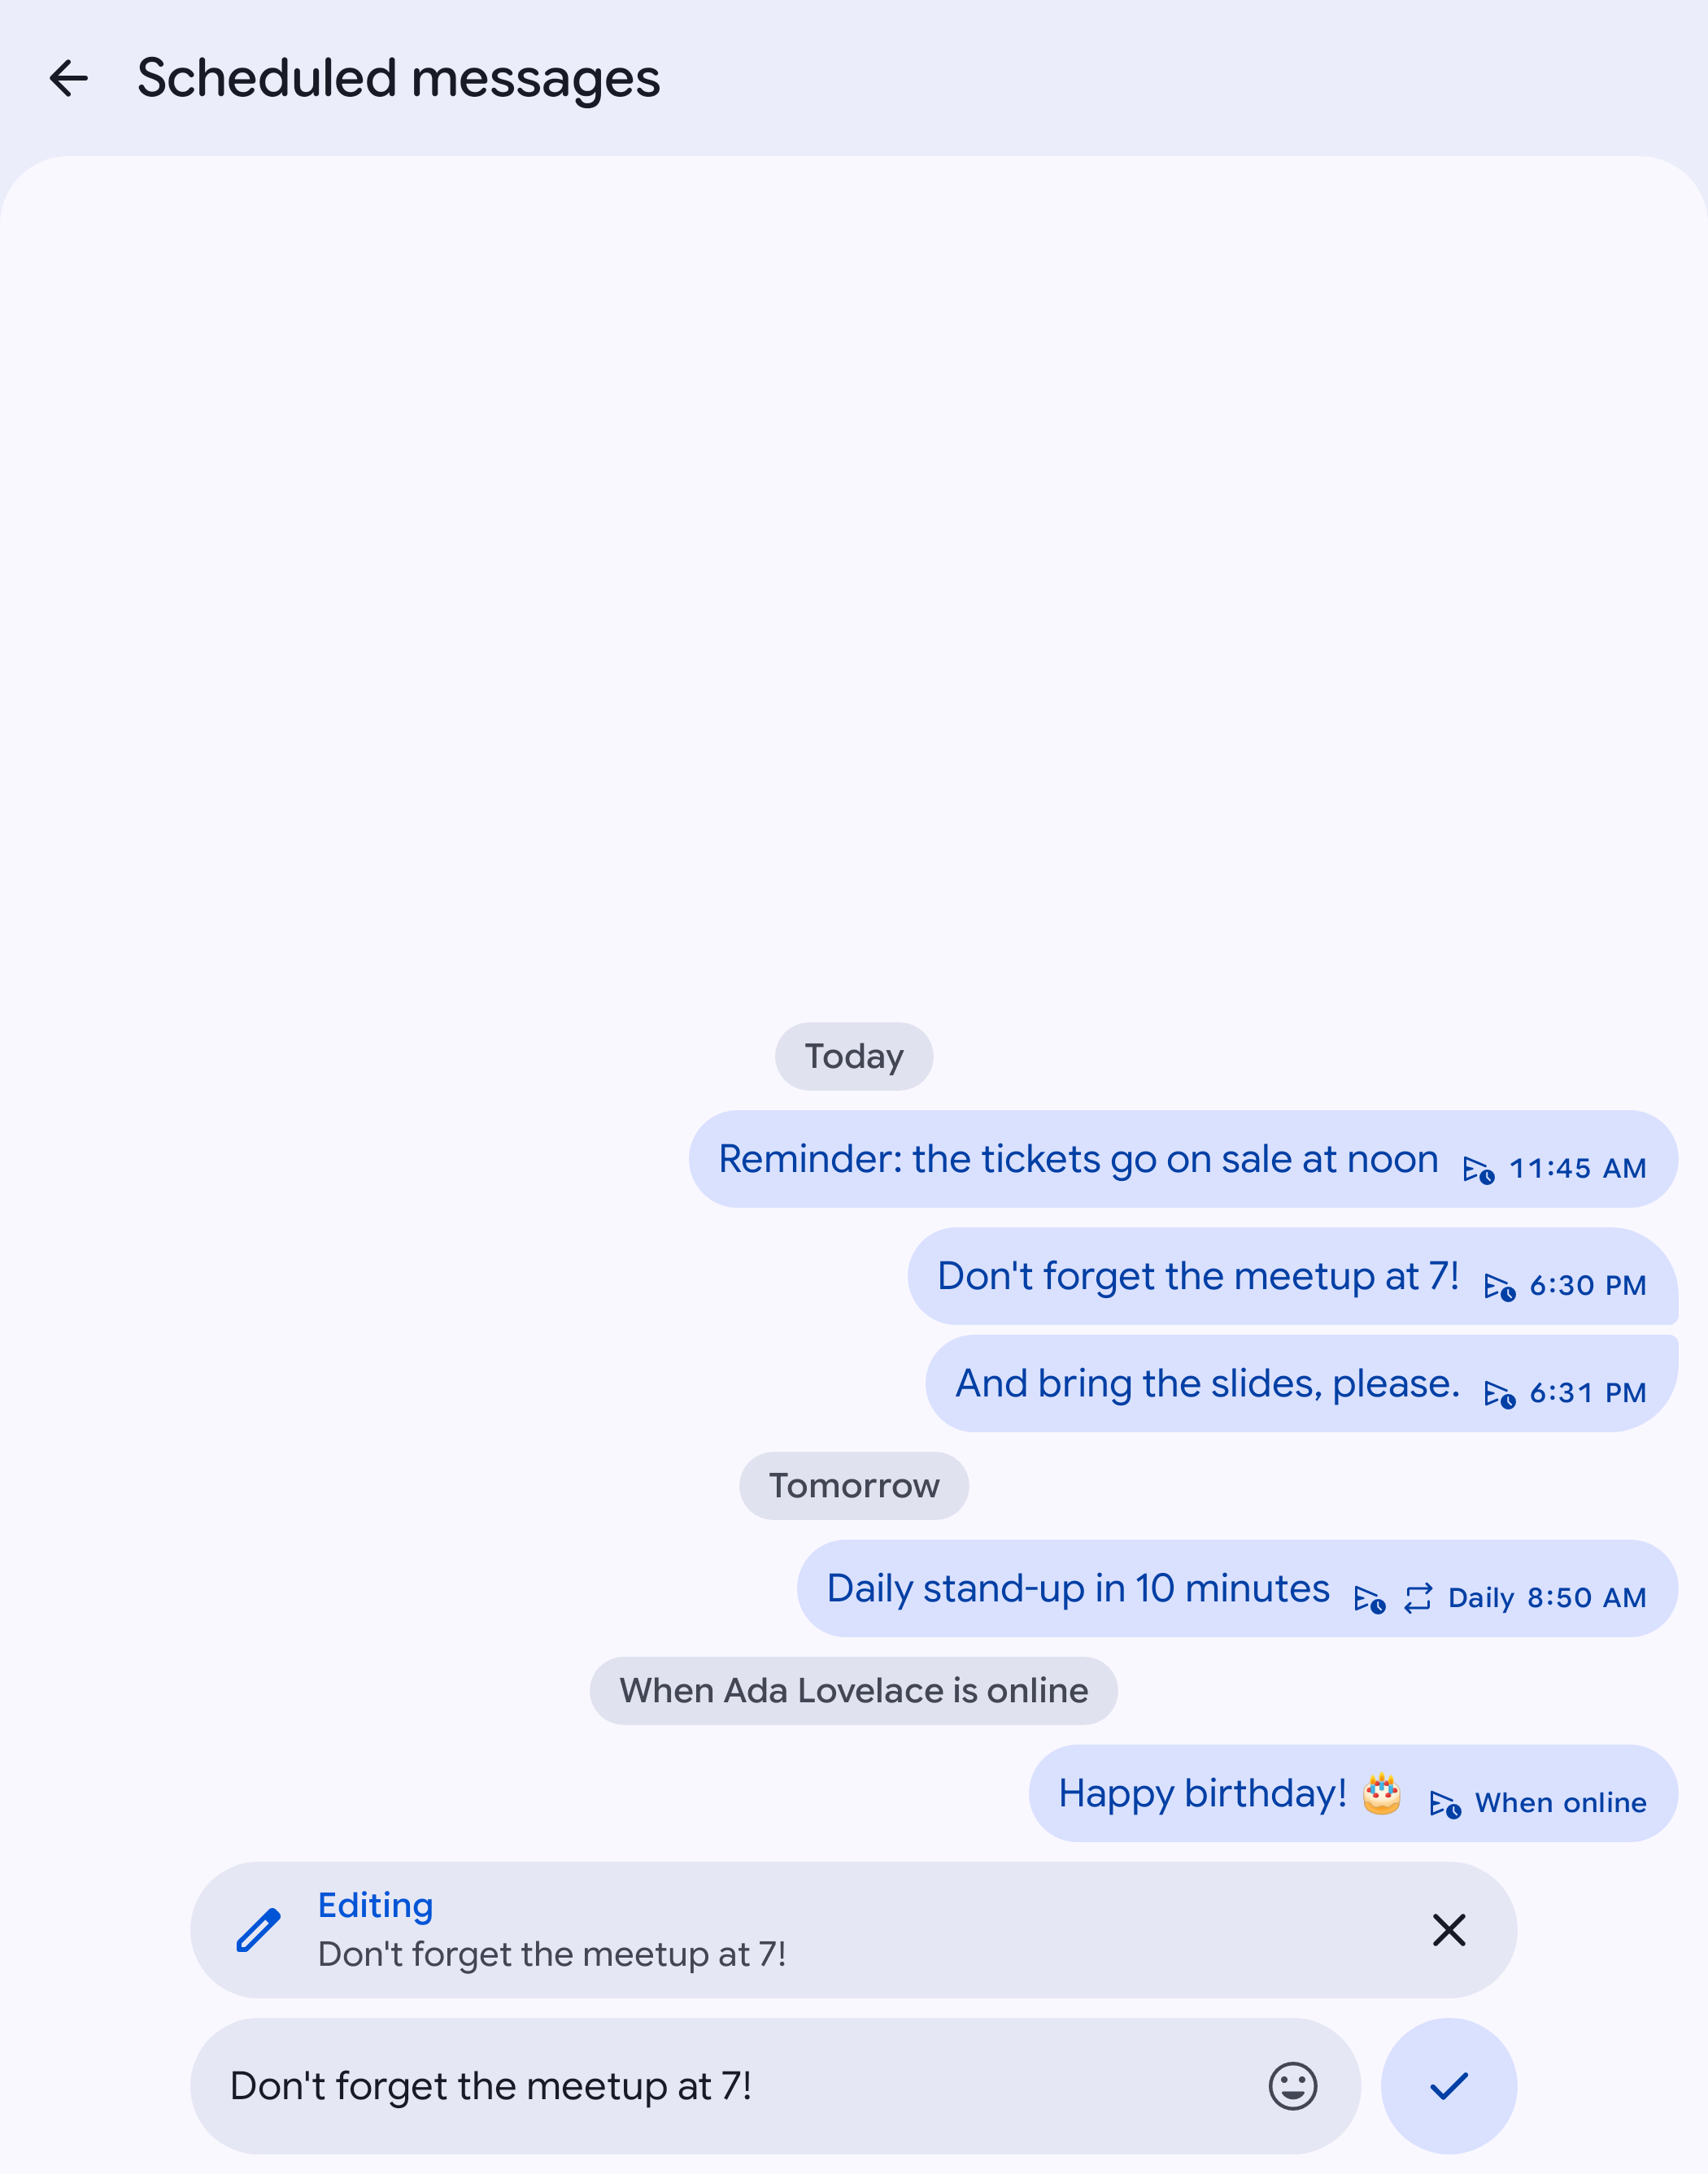 Scheduled messages
Today
Reminder: the tickets go on sale at noon 11:45 AM
Don't forget the meetup at 7! 6:30 PM
And bring the slides, please. 6:31 PM
Tomorrow
Daily stand-up in 10 minutes Daily 8:50 AM
When Ada Lovelace is online
Happy birthday! 🎂 When online
Editing
Don't forget the meetup at 7!
Don't forget the meetup at 7!